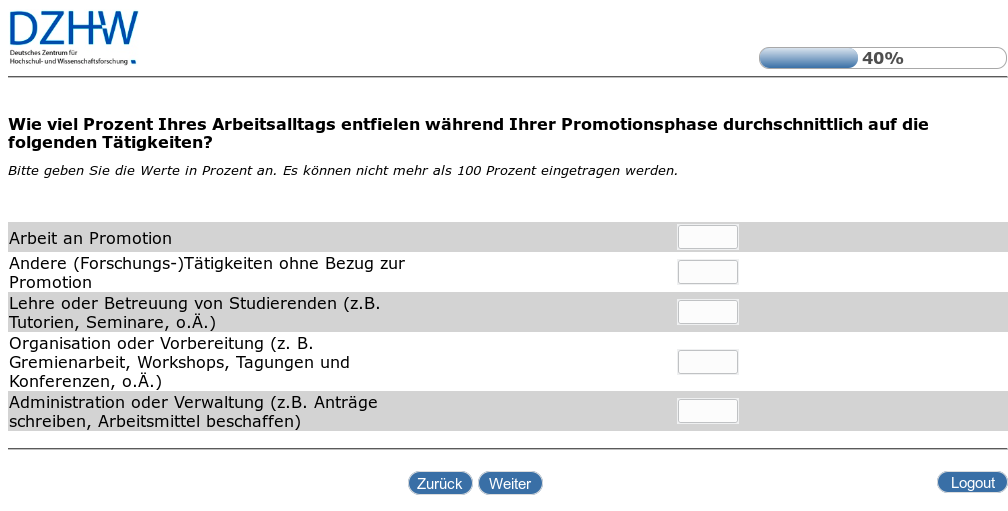 DZHW
Deutsches Zentrum für
Hochschul- und Wissenschaftsforschung
40%
Wie viel Prozent Ihres Arbeitsalltags entfielen während Ihrer Promotionsphase durchschnittlich auf die
folgenden Tätigkeiten?
Bitte geben Sie die Werte in Prozent an. Es können nicht mehr als 100 Prozent eingetragen werden.
Arbeit an Promotion
Andere (Forschungs-)Tätigkeiten ohne Bezug zur
Promotion
Lehre oder Betreuung von Studierenden (z.B.
Tutorien, Seminare, o.Ä.)
Organisation oder Vorbereitung (z. B.
Gremienarbeit, Workshops, Tagungen und
Konferenzen, o.Ä.)
Administration oder Verwaltung (z.B. Anträge
schreiben, Arbeitsmittel beschaffen)
Zurück Weiter Logout